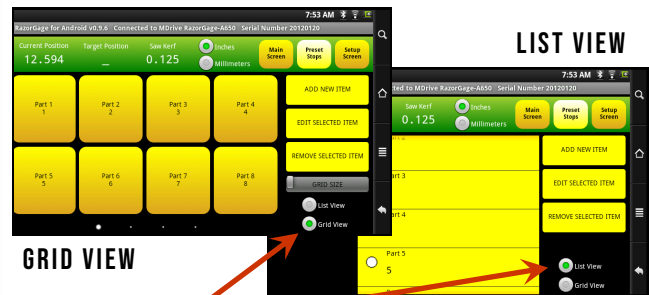 7:53 AM
RazorGage for Android v0.9.6 Connected to MDrive RazorGage-A650 Serial Number 20120120
Current Position Target Position Saw Kerf Inches
12.594 _ 0.125 Millimeters
Main Screen
Preset Stops
Setup Screen
Part 1
1
Part 2
2
Part 3
3
Part 4
4
Part 5
5
Part 6
6
Part 7
7
Part 8
8
ADD NEW ITEM
EDIT SELECTED ITEM
REMOVE SELECTED ITEM
GRID SIZE
List View
Grid View
GRID VIEW
LIST VIEW
7:53 AM
ted to MDrive RazorGage-A650 Serial Number 20120120
Saw Kerf Inches
0.125 Millimeters
Main Screen
Preset Stops
Setup Screen
art 3
art 4
Part 5
5
ADD NEW ITEM
EDIT SELECTED ITEM
REMOVE SELECTED ITEM
List View
Grid View